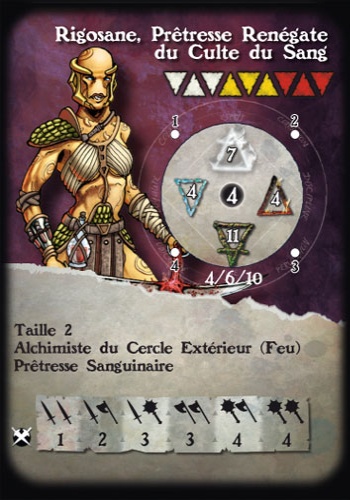 Rigosane, Prêtresse Renégate
du Culte du Sang
1 2
7
4 4 4
11
4 3
4/6/10
Taille 2
Alchimiste du Cercle Extérieur (Feu)
Prêtresse Sanguinaire
1 2 3 3 4 4